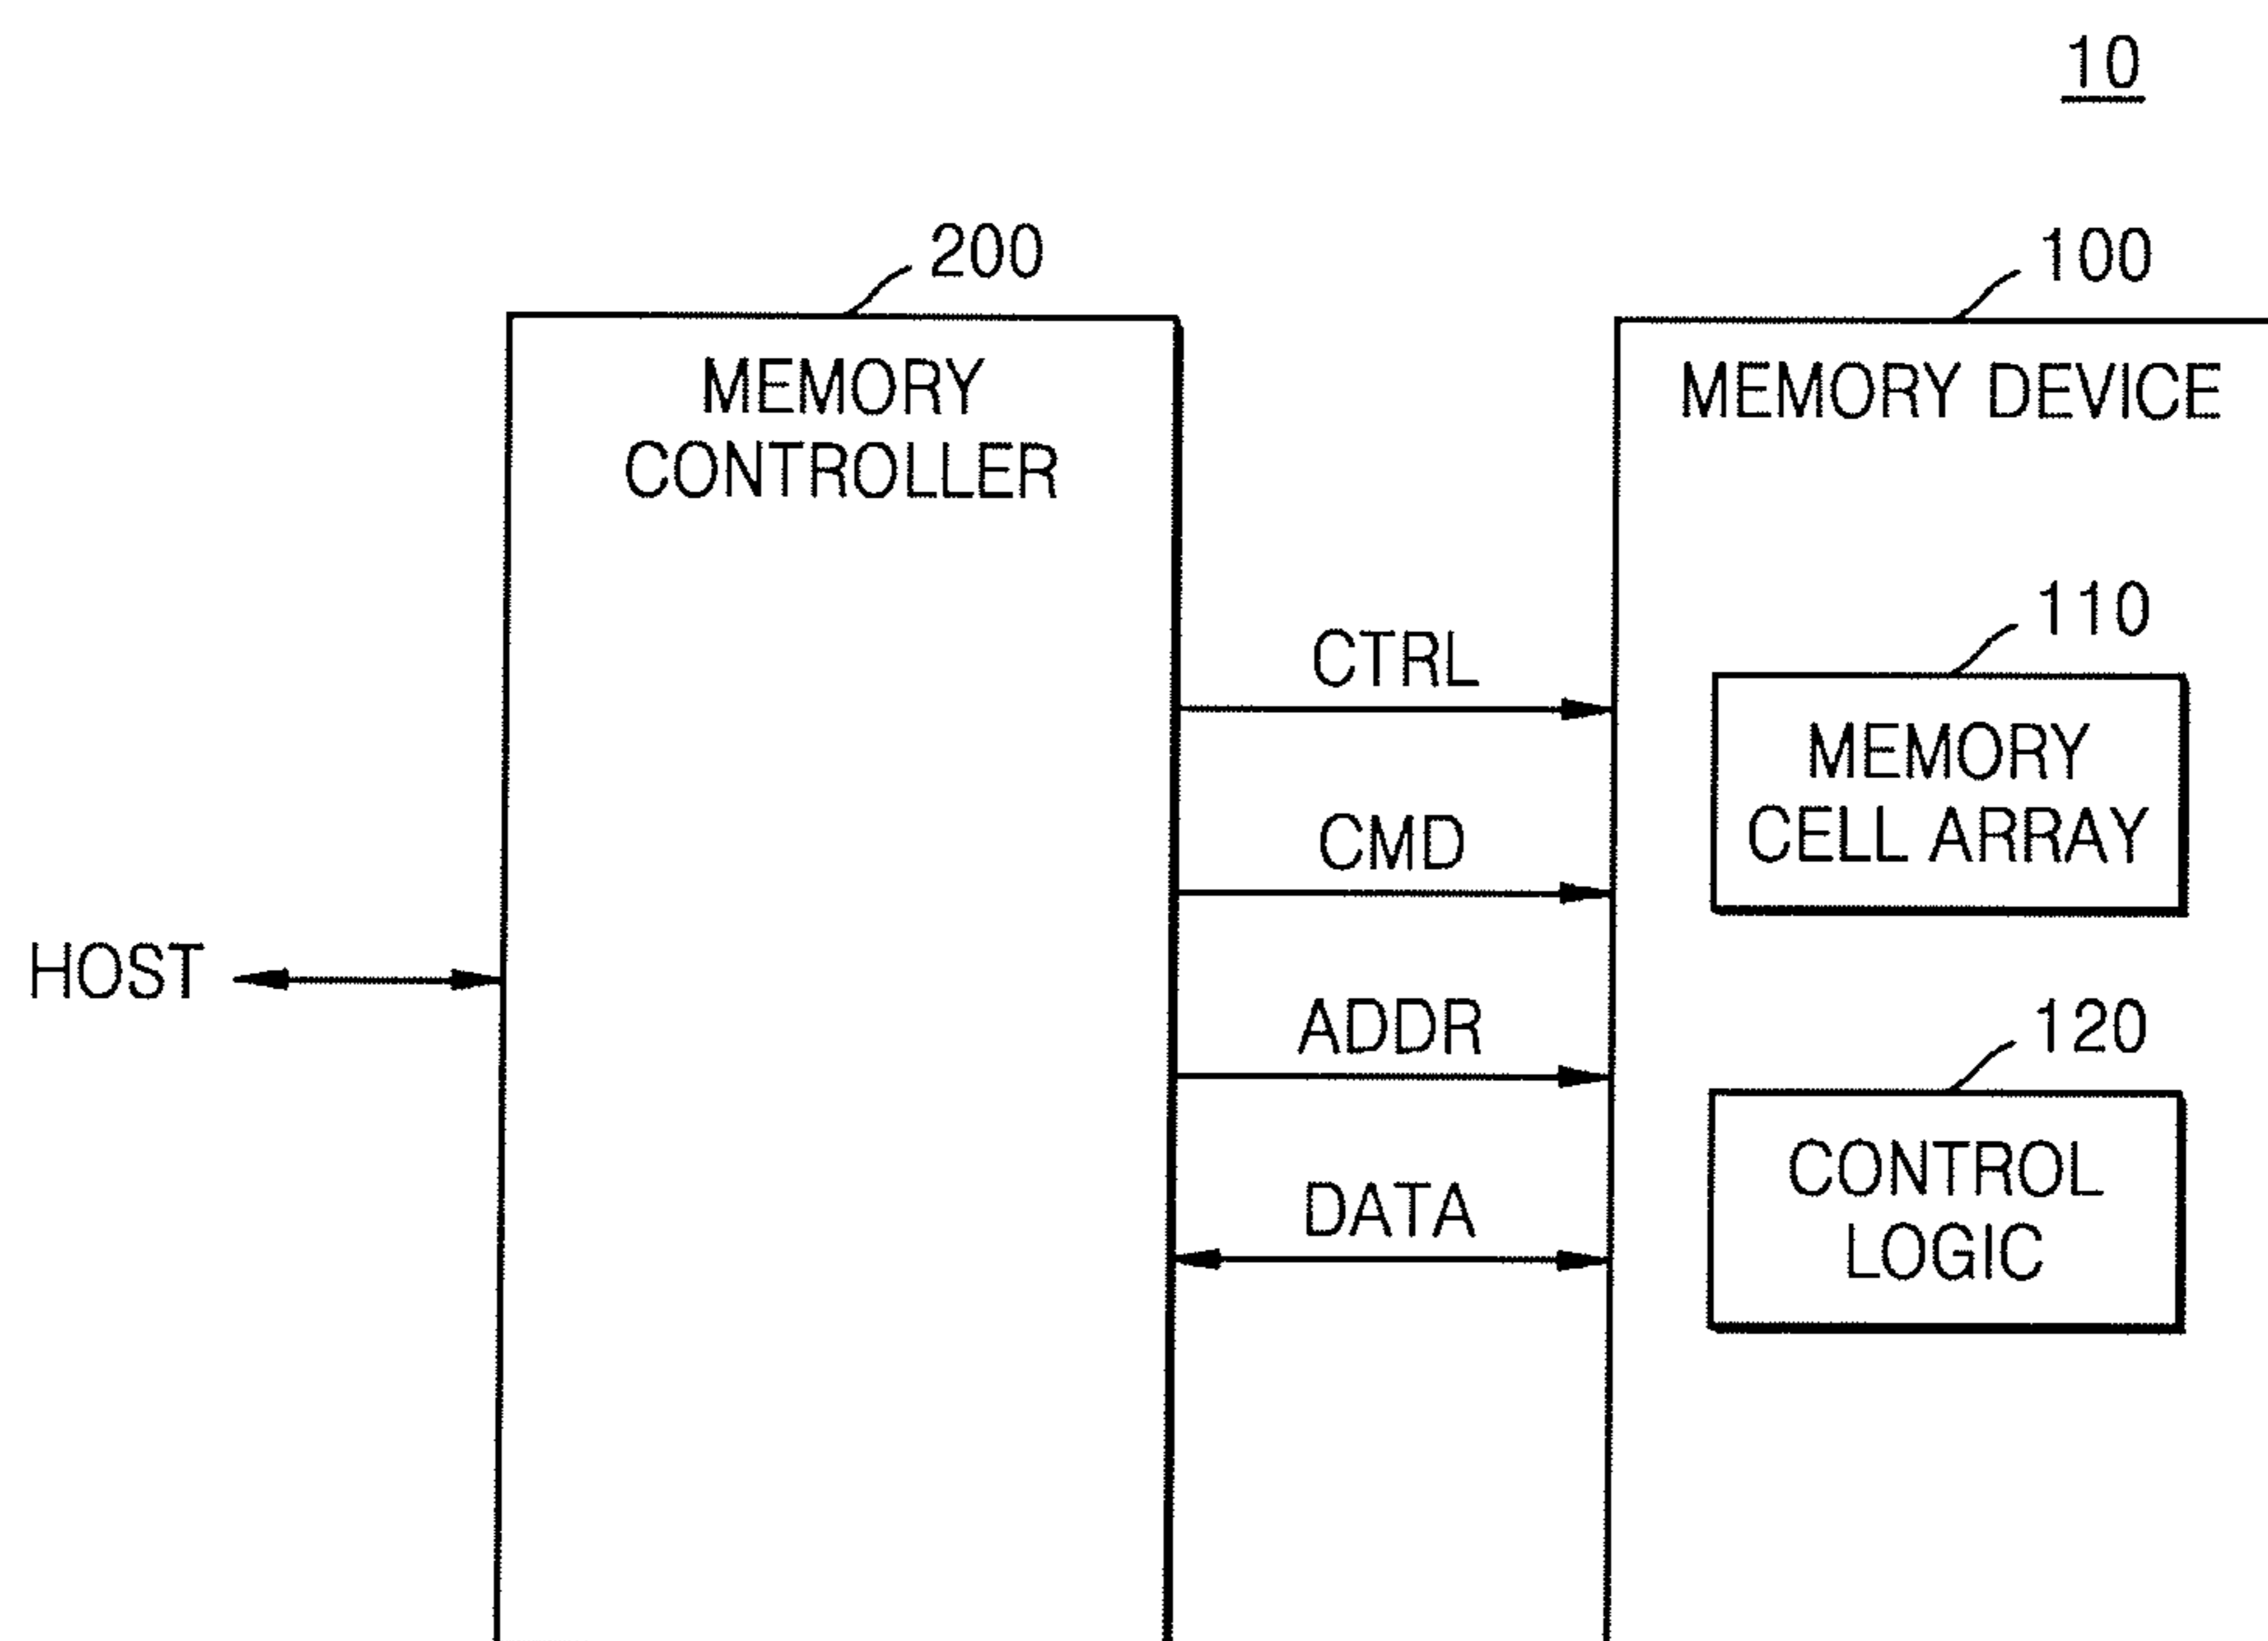 10
200
100
MEMORY
CONTROLLER
MEMORY DEVICE
110
CTRL
MEMORY
CELL ARRAY
CMD
HOST
ADDR
120
CONTROL
LOGIC
DATA